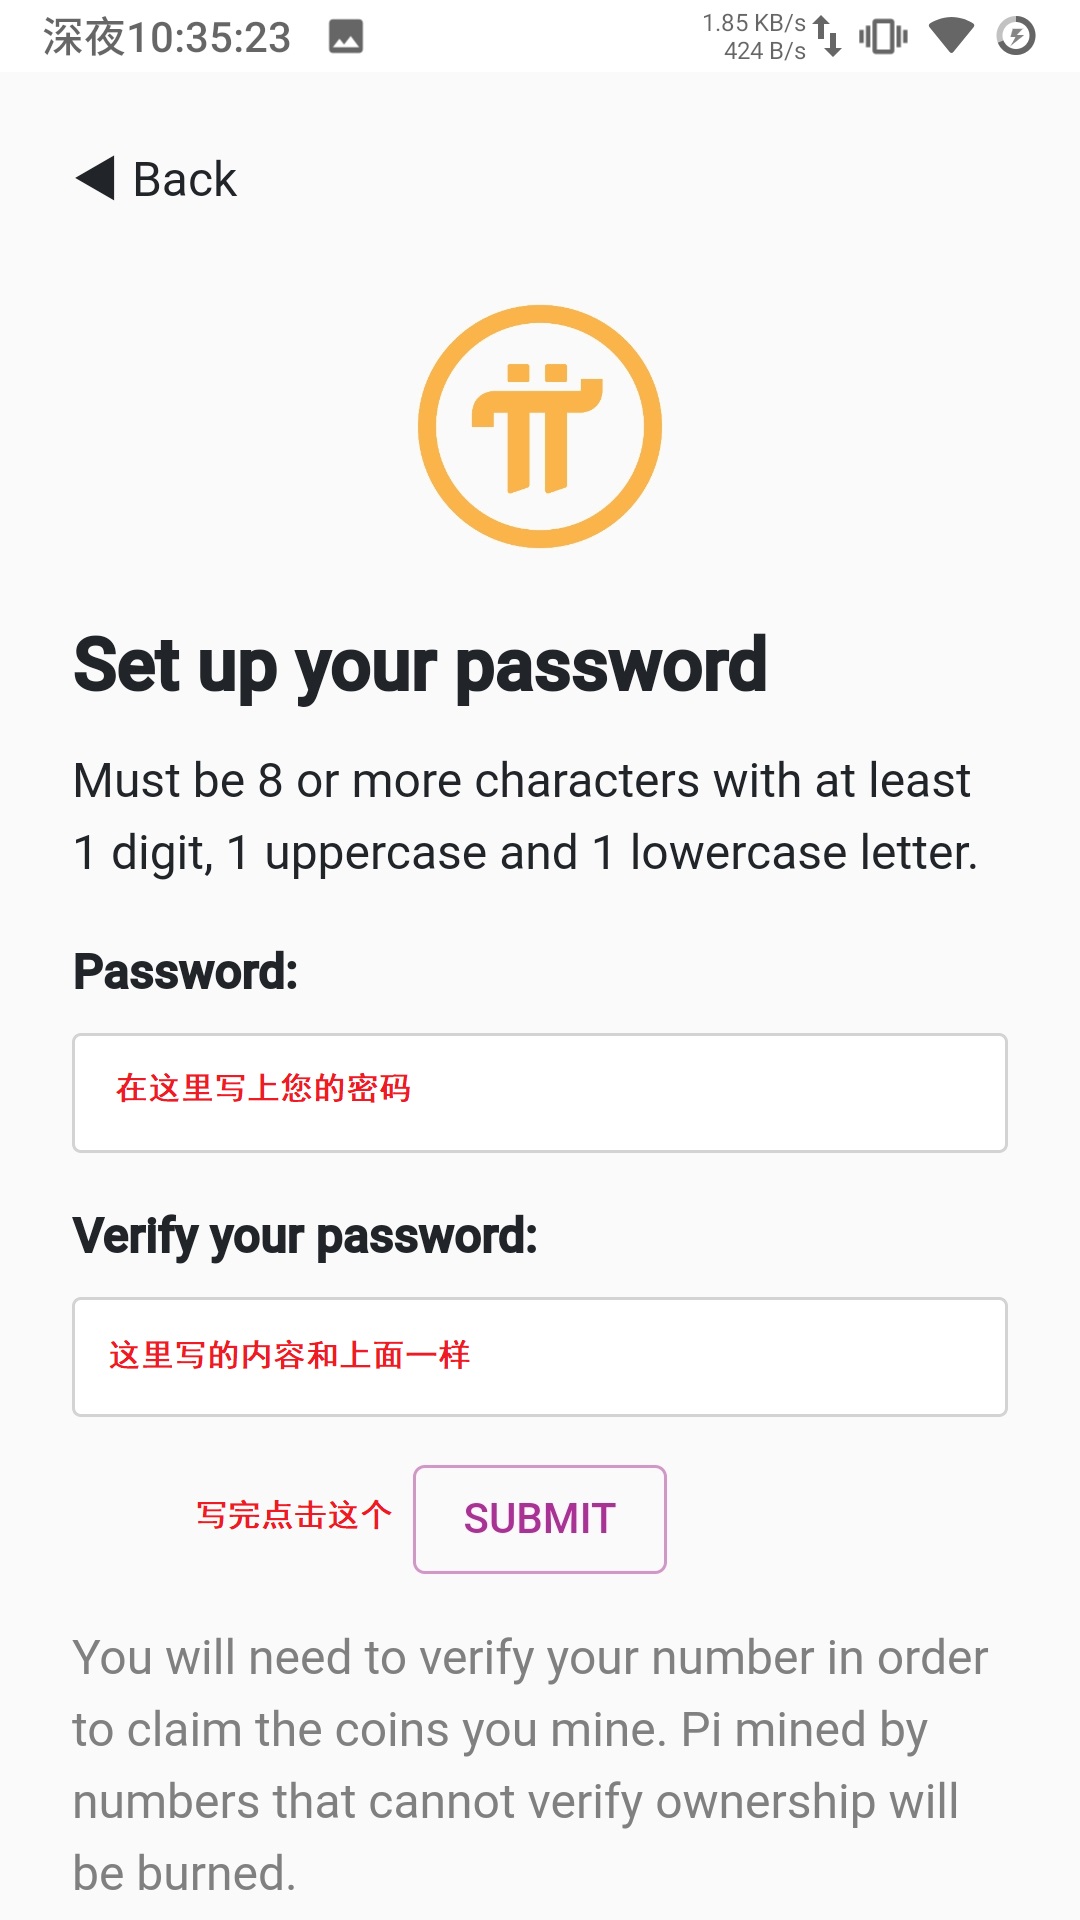 深夜10:35:23
1.85 KB/s
424 B/s
Back
Set up your password
Must be 8 or more characters with at least
1 digit, 1 uppercase and 1 lowercase letter.
Password:
在这里写上您的密码
Verify your password:
这里写的内容和上面一样
写完点击这个 SUBMIT
You will need to verify your number in order
to claim the coins you mine. Pi mined by
numbers that cannot verify ownership will
be burned.